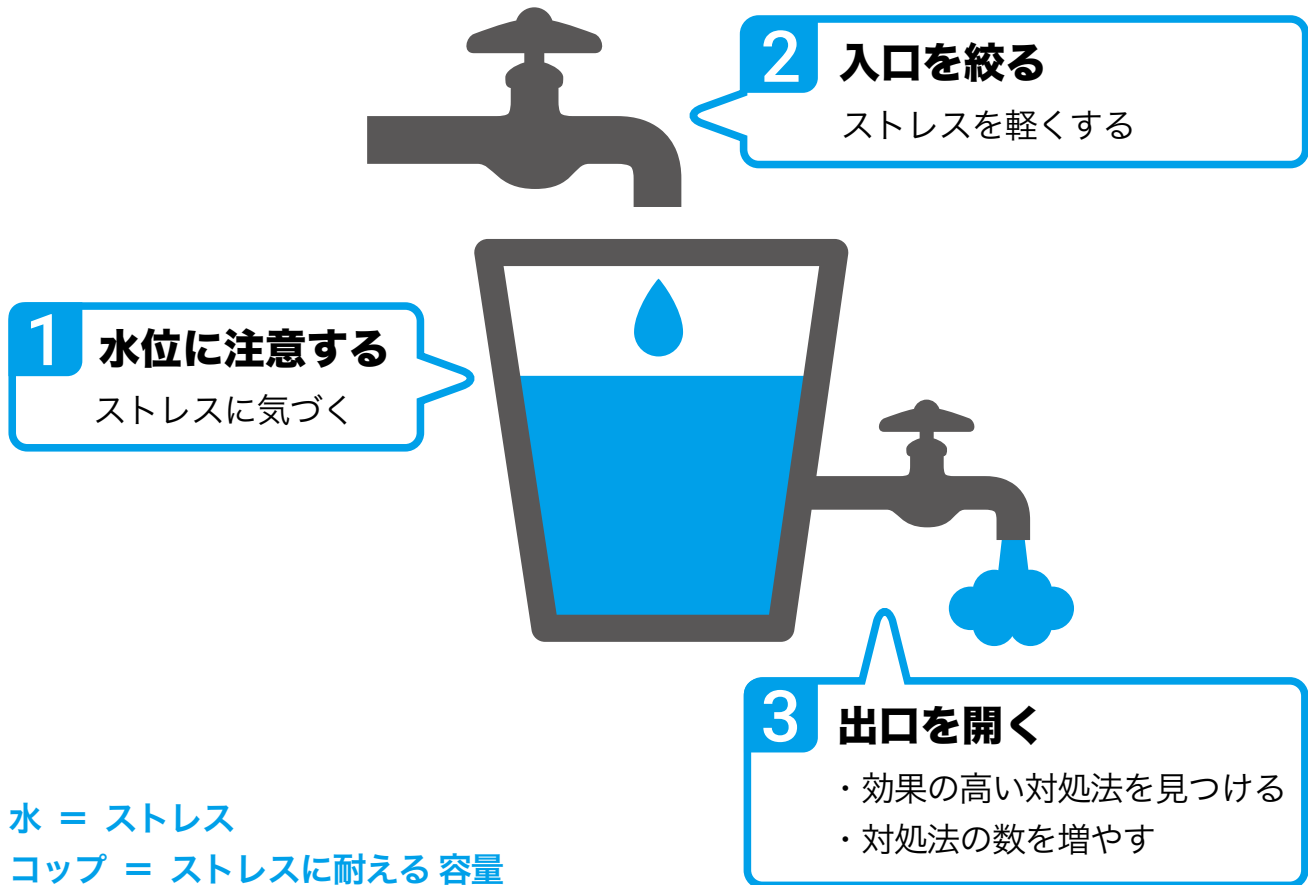 1 水位に注意する
ストレスに気づく
2 入口を絞る
ストレスを軽くする
3 出口を開く
・効果の高い対処法を見つける
・対処法の数を増やす
水 = ストレス
コップ = ストレスに耐える 容量